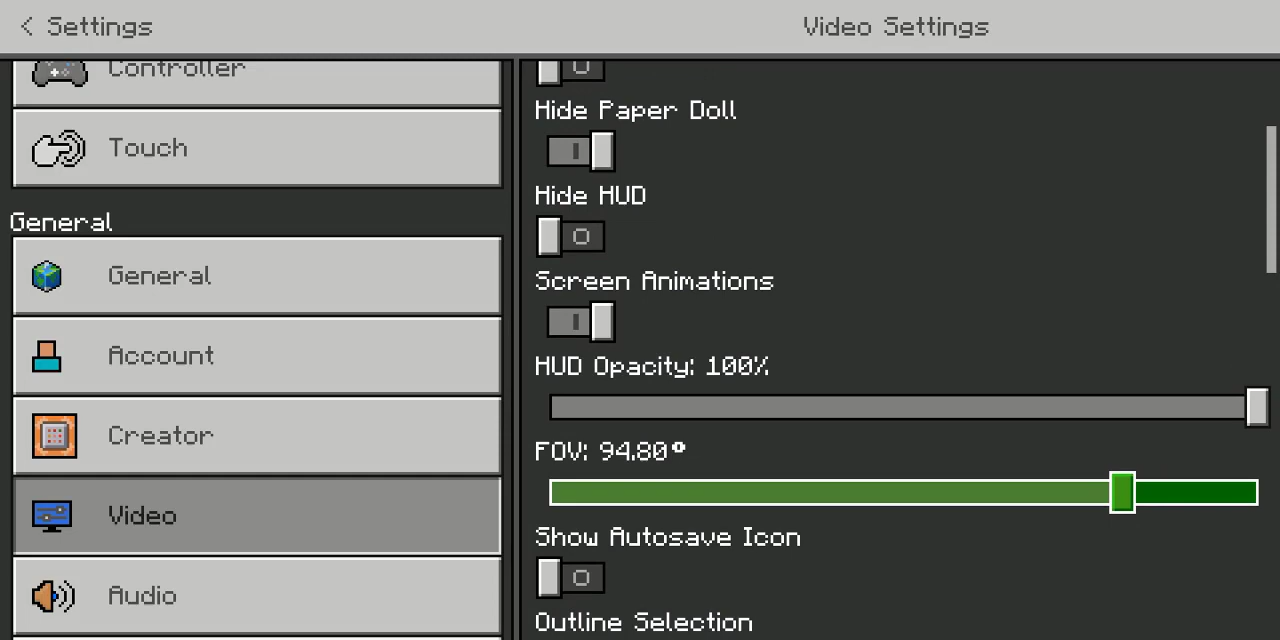 Settings
Video Settings
Controller
Touch
General
General
Account
Creator
Video
Audio
Hide Paper Doll
Hide HUD
Screen Animations
HUD Opacity: 100%
FOV: 94.80°
Show Autosave Icon
Outline Selection